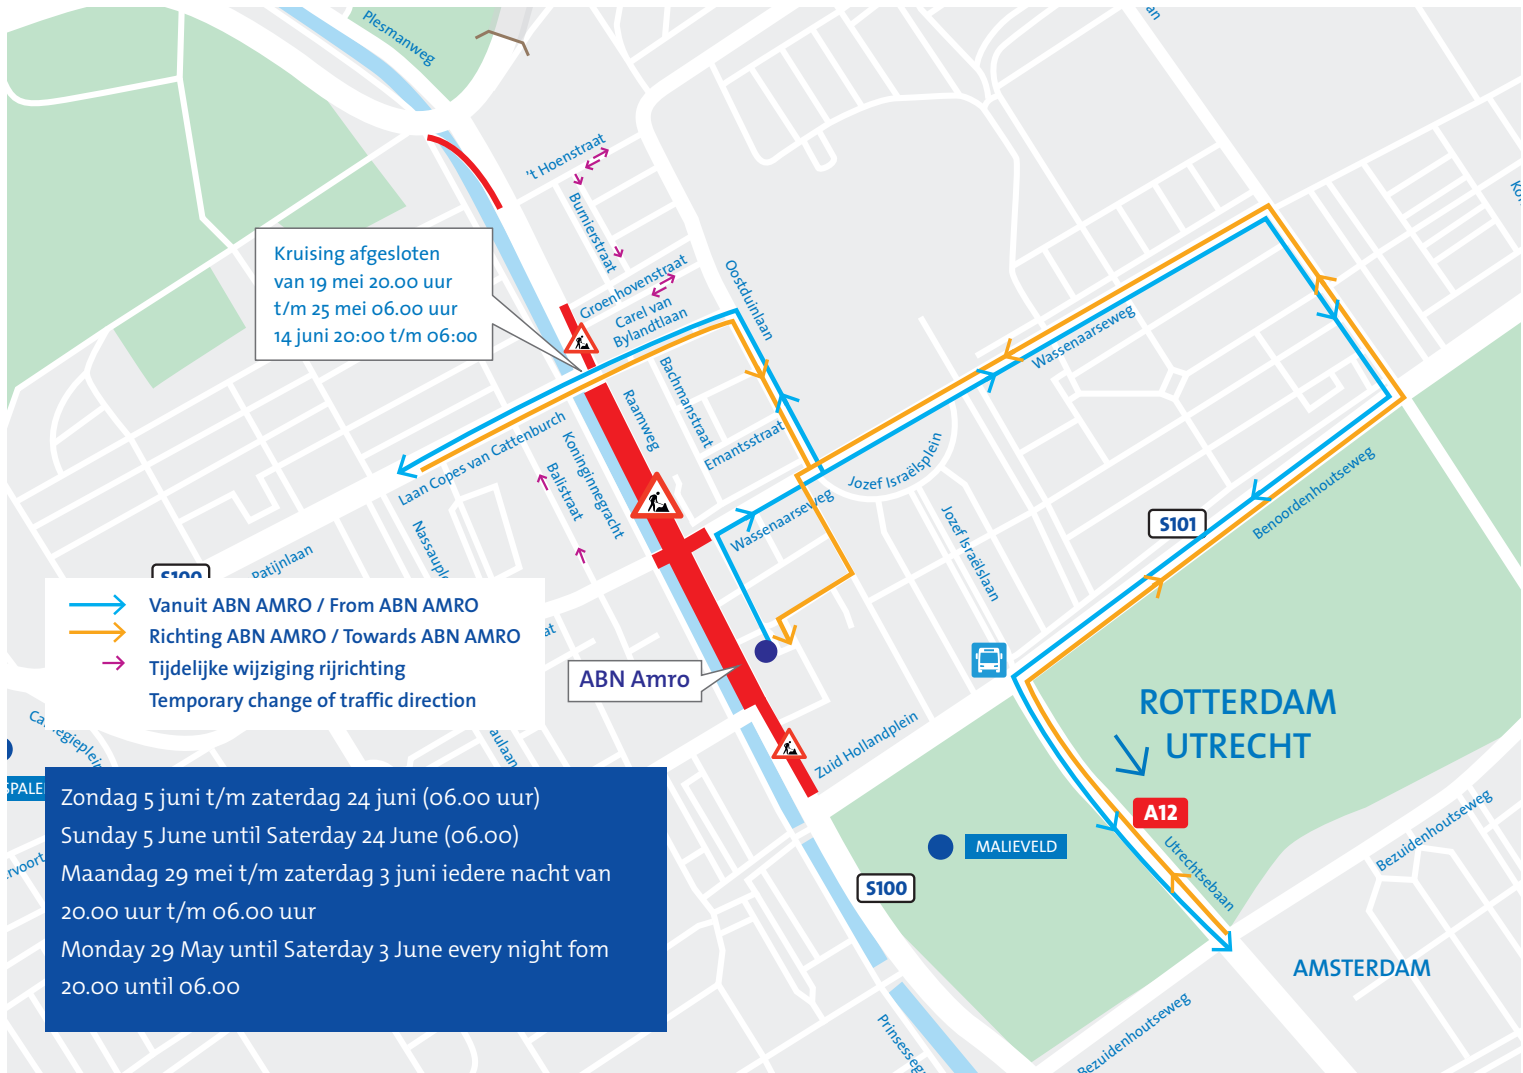 Plesmanweg
't Hoenstraat
Burnierstraat
Kruising afgesloten
van 19 mei 20.00 uur
t/m 25 mei 06.00 uur
14 juni 20:00 t/m 06:00
Groenhovenstraat
Carel van
Bylandtlaan
Oostduinlaan
Wassenaarseweg
Bachmanstraat
Raamweg
Emantsstraat
Laan Copes van Cattenburch
Koninginnegracht
Balistraat
Jozef Israëlsplein
Wassenaarseweg
Jozef Israëlslaan
Benoordenhoutseweg
S101
Patijnlaan
S100
Vanuit ABN AMRO / From ABN AMRO
Richting ABN AMRO / Towards ABN AMRO
Tijdelijke wijziging rijrichting
Temporary change of traffic direction
ABN Amro
Zuid Hollandplein
ROTTERDAM
UTRECHT
A12
Utrechtsebaan
MALIEVELD
S100
Bezuidenhoutseweg
AMSTERDAM
Bezuidenhoutseweg
Zondag 5 juni t/m zaterdag 24 juni (06.00 uur)
Sunday 5 June until Saterday 24 June (06.00)
Maandag 29 mei t/m zaterdag 3 juni iedere nacht van
20.00 uur t/m 06.00 uur
Monday 29 May until Saterday 3 June every night fom
20.00 until 06.00